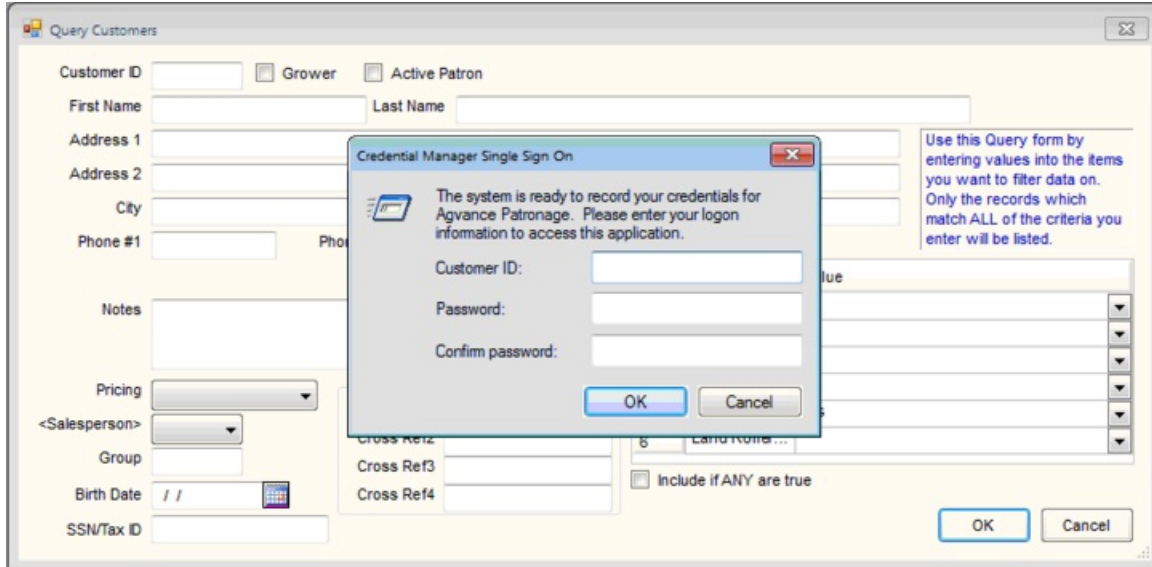 Query Customers
Customer ID
Grower
Active Patron
First Name
Last Name
Address 1
Address 2
City
Phone #1
Notes
Pricing
<Salesperson>
Group
Birth Date
/ /
SSN/Tax ID
Credential Manager Single Sign On
The system is ready to record your credentials for
Agvance Patronage. Please enter your logon
information to access this application.
Customer ID:
Password:
Confirm password:
OK
Cancel
Use this Query form by
entering values into the items
you want to filter data on.
Only the records which
match ALL of the criteria you
enter will be listed.
Cross Ref2
Cross Ref3
Cross Ref4
Include if ANY are true
OK
Cancel